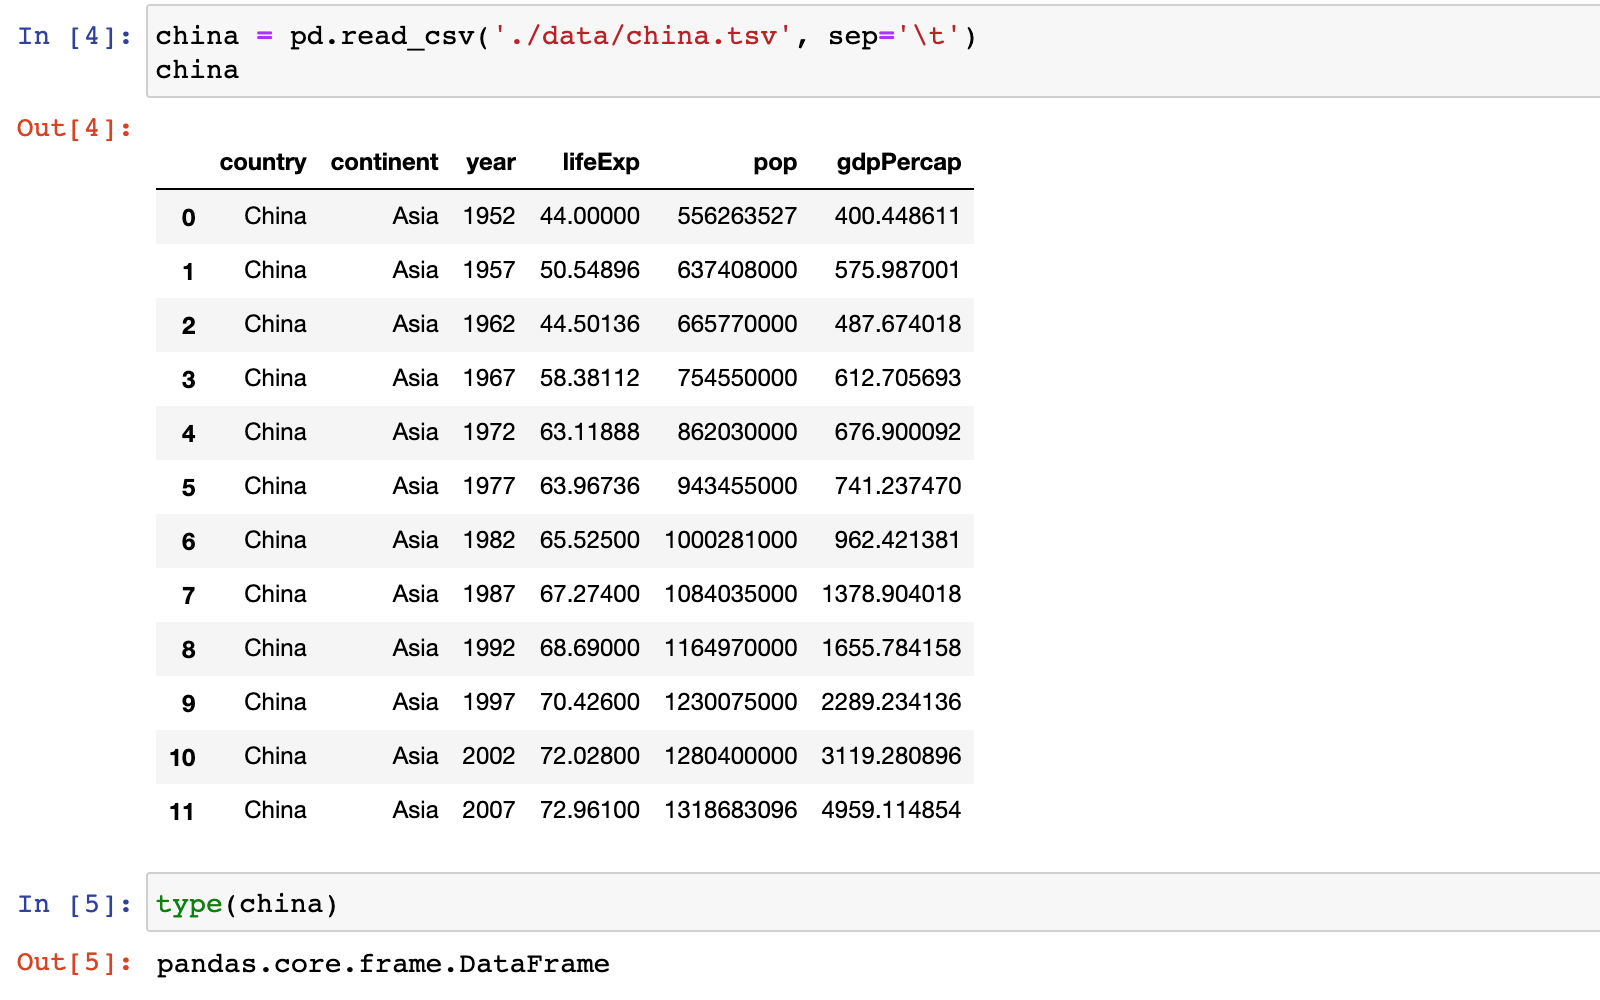 In [4]: china = pd.read_csv('./data/china.tsv', sep='\t')
china
Out[4]:
country continent year lifeExp pop gdpPercap
0 China Asia 1952 44.00000 556263527 400.448611
1 China Asia 1957 50.54896 637408000 575.987001
2 China Asia 1962 44.50136 665770000 487.674018
3 China Asia 1967 58.38112 754550000 612.705693
4 China Asia 1972 63.11888 862030000 676.900092
5 China Asia 1977 63.96736 943455000 741.237470
6 China Asia 1982 65.52500 1000281000 962.421381
7 China Asia 1987 67.27400 1084035000 1378.904018
8 China Asia 1992 68.69000 1164970000 1655.784158
9 China Asia 1997 70.42600 1230075000 2289.234136
10 China Asia 2002 72.02800 1280400000 3119.280896
11 China Asia 2007 72.96100 1318683096 4959.114854
In [5]: type(china)
Out[5]: pandas.core.frame.DataFrame